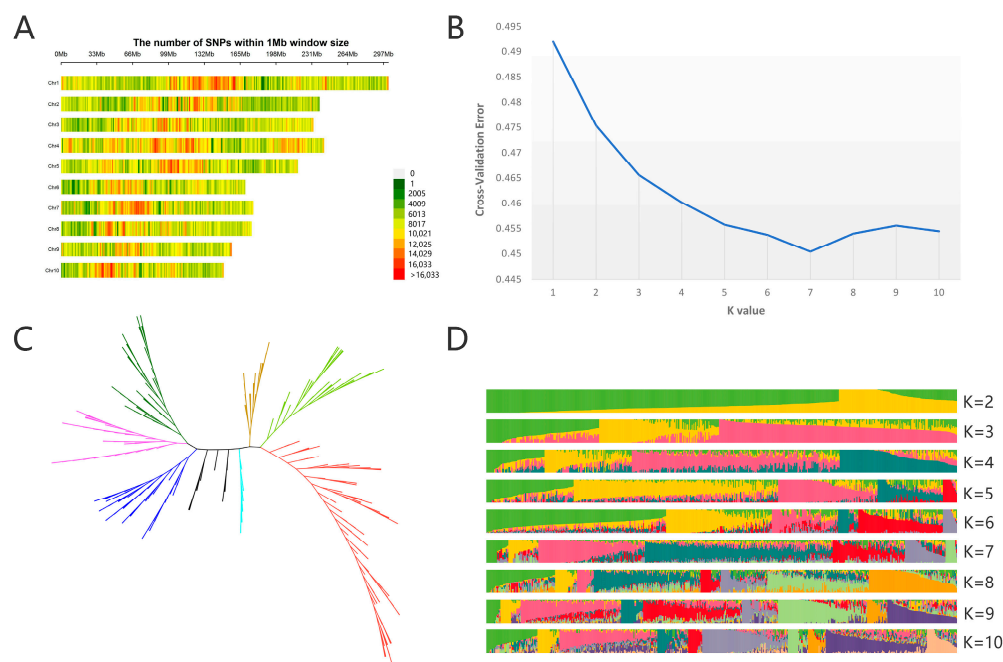 A
The number of SNPs within 1Mb window size
0Mb 33Mb 66Mb 99Mb 132Mb 165Mb 198Mb 231Mb 264Mb 297Mb
Chr1
Chr2
Chr3
Chr4
Chr5
Chr6
Chr7
Chr8
Chr9
Chr10
0
1
2005
4009
6013
8017
10,021
12,025
14,029
16,033
>16,033
B
0.495
0.49
0.485
0.48
0.475
0.47
0.465
0.46
0.455
0.45
0.445
Cross-Validation Error
1 2 3 4 5 6 7 8 9 10
K value
C
D
K=2
K=3
K=4
K=5
K=6
K=7
K=8
K=9
K=10